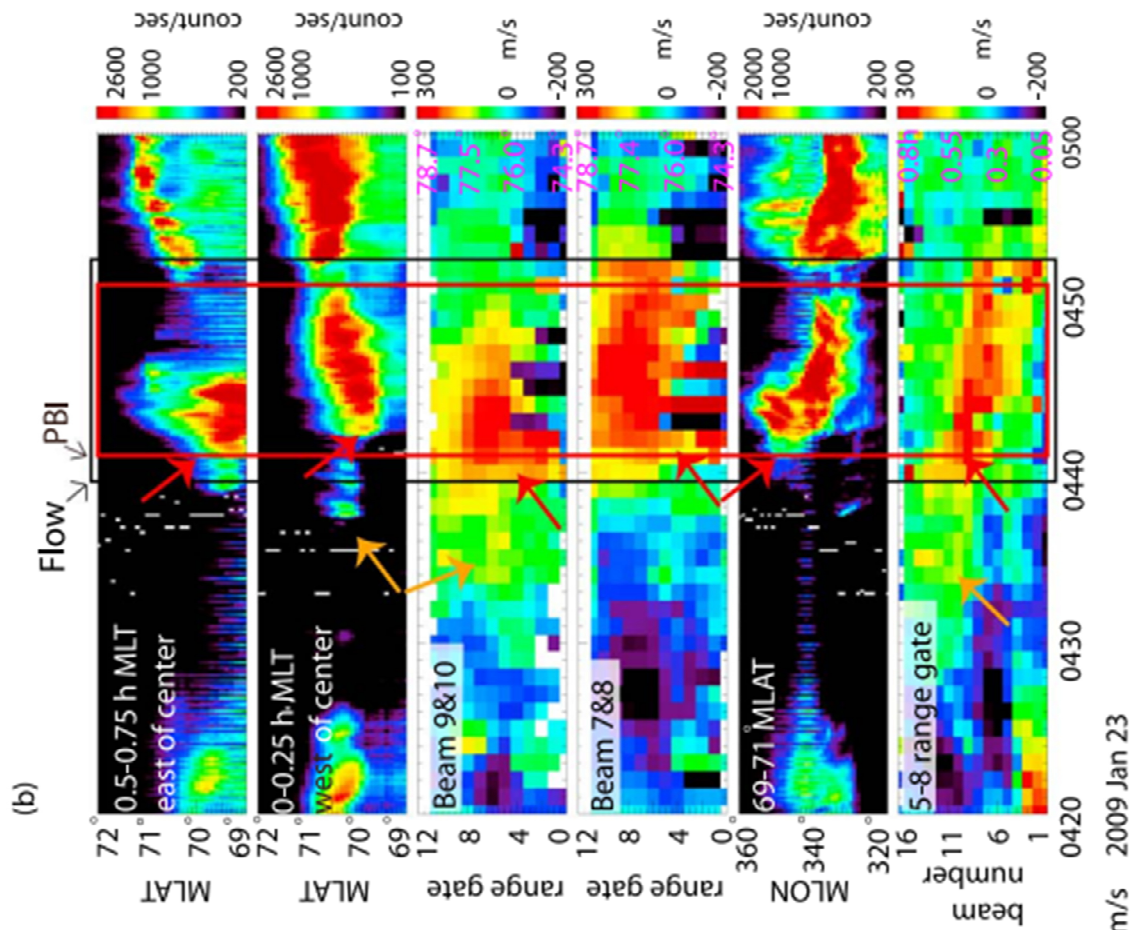 (b)
Flow
PBI
0.5-0.75 h MLT
east of center
MLAT
72
71
70
69
count/sec
2600
1000
200
0-0.25 h MLT
west of center
MLAT
72
71
70
69
count/sec
2600
1000
100
Beam 9&10
range gate
12
8
4
0
78.7°
77.5°
76.0°
74.3°
m/s
300
0
-200
Beam 7&8
range gate
12
8
4
0
78.7°
77.4°
76.0°
74.3°
m/s
300
0
-200
69-71°MLAT
MLON
360
340
320
count/sec
2600
1000
200
5-8 range gate
beam
number
16
11
6
1
0.8h
0.55
0.3
0.05
m/s
300
0
-200
0420 0430 0440 0450 0500
m/s 2009 Jan 23